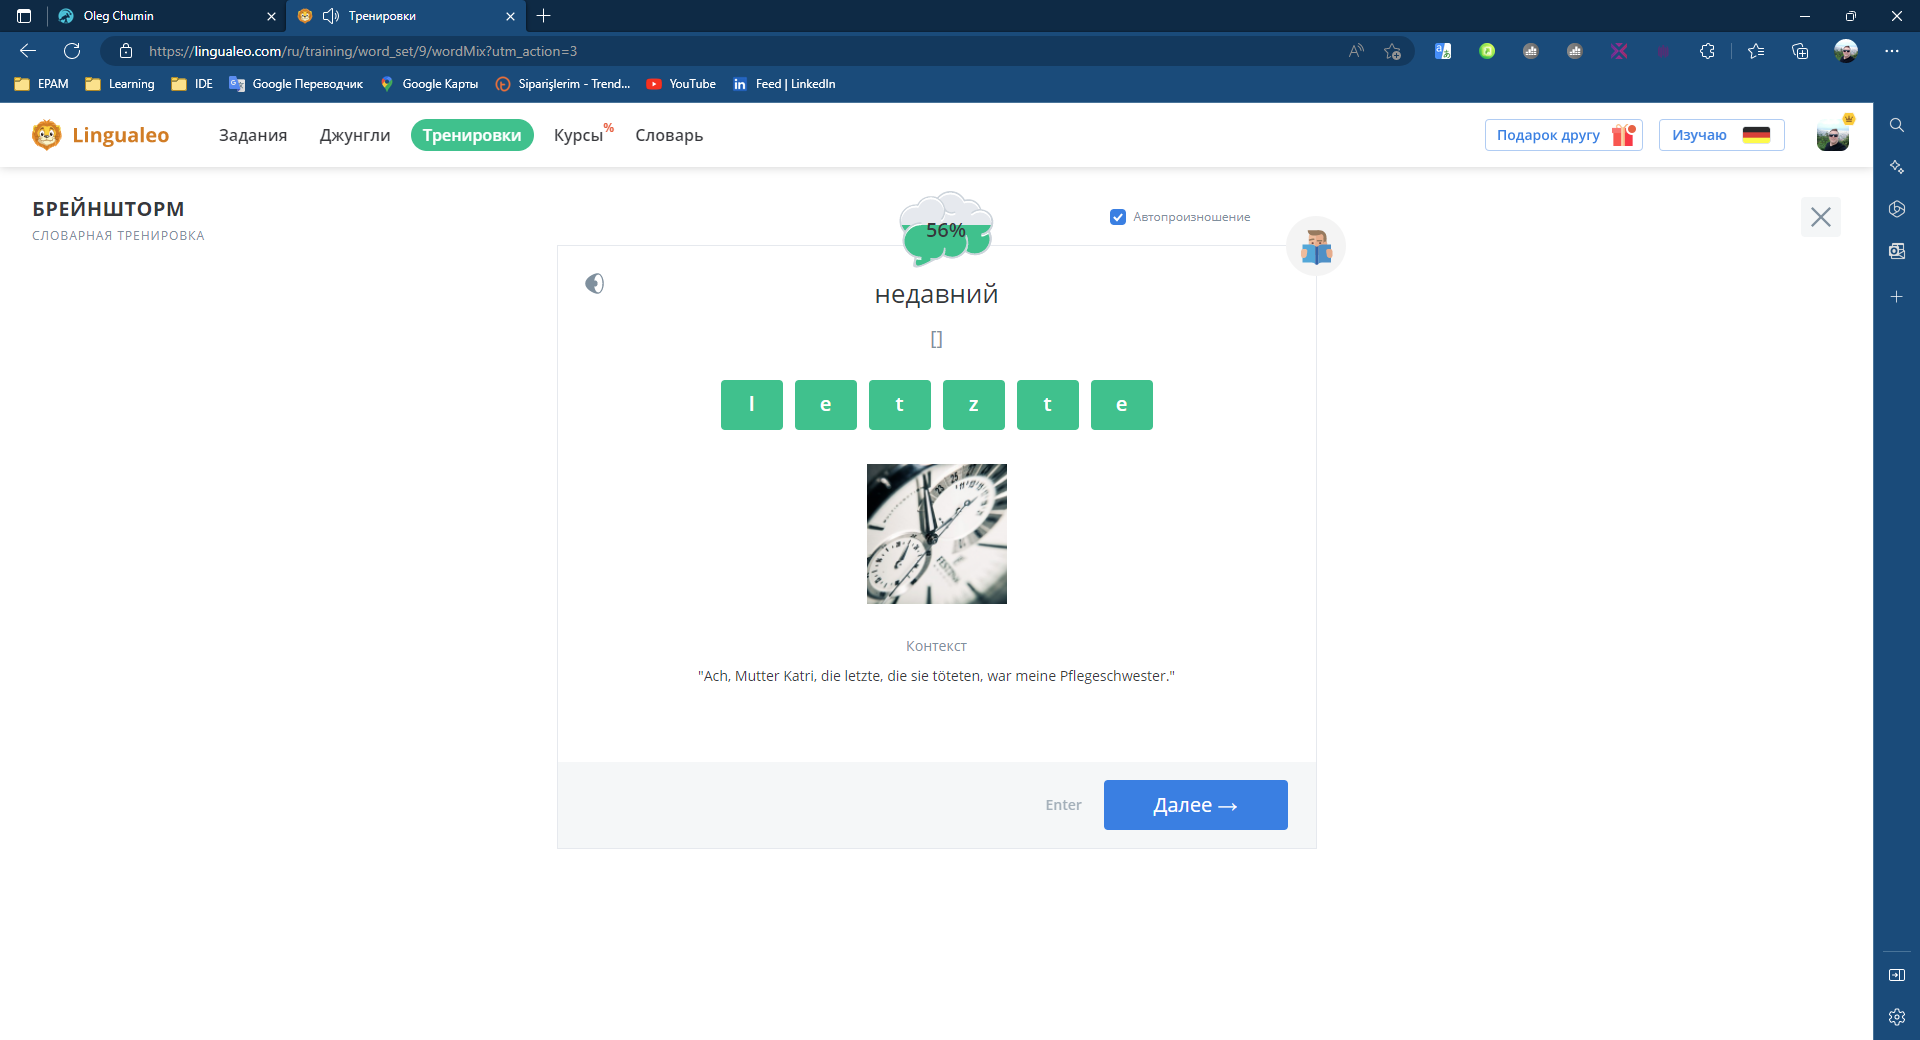 Oleg Chumin
Тренировки
https://lingualeo.com/ru/training/word_set/9/wordMix?utm_action=3
EPAM
Learning
IDE
Google Переводчик
Google Карты
Siparişlerim - Trend...
YouTube
Feed | LinkedIn
Lingualeo
Задания
Джунгли
Тренировки
Курсы%
Словарь
Подарок другу
Изучаю
БРЕЙНШТОРМ
СЛОВАРНАЯ ТРЕНИРОВКА
56%
Автопроизношение
недавний
[]
l e t z t e
Контекст
"Ach, Mutter Katri, die letzte, die sie töteten, war meine Pflegeschwester."
Enter
Далее →